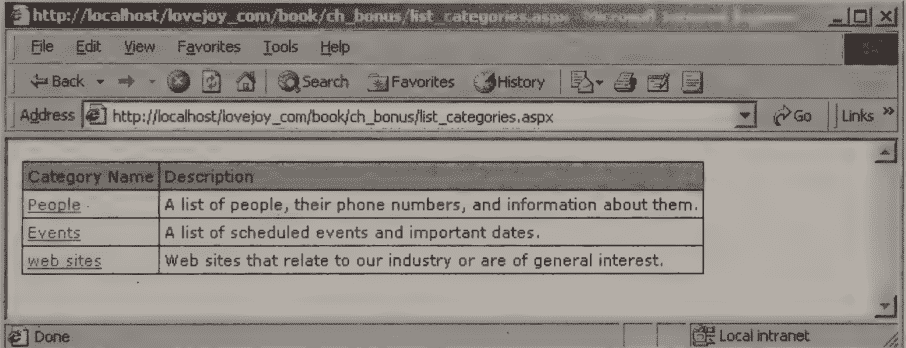 http://localhost/lovejoy_com/book/ch_bonus/list_categories.aspx
File Edit View Favorites Tools Help
Back Search Favorites History
Address http://localhost/lovejoy_com/book/ch_bonus/list_categories.aspx Go Links »
Category Name Description
People A list of people, their phone numbers, and information about them.
Events A list of scheduled events and important dates.
web sites Web sites that relate to our industry or are of general interest.
Done Local intranet